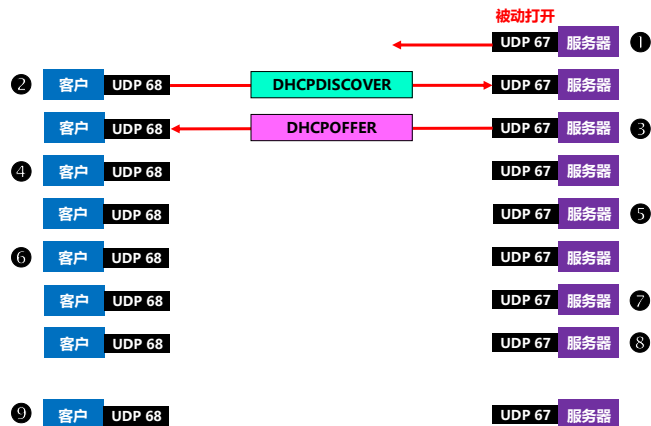 被动打开
UDP 67 服务器 ❶
❷ 客户 UDP 68 DHCPDISCOVER UDP 67 服务器
客户 UDP 68 DHCPOFFER UDP 67 服务器 ❸
❹ 客户 UDP 68 UDP 67 服务器
客户 UDP 68 UDP 67 服务器 ❺
❻ 客户 UDP 68 UDP 67 服务器
客户 UDP 68 UDP 67 服务器 ❼
客户 UDP 68 UDP 67 服务器 ❽
❾ 客户 UDP 68 UDP 67 服务器